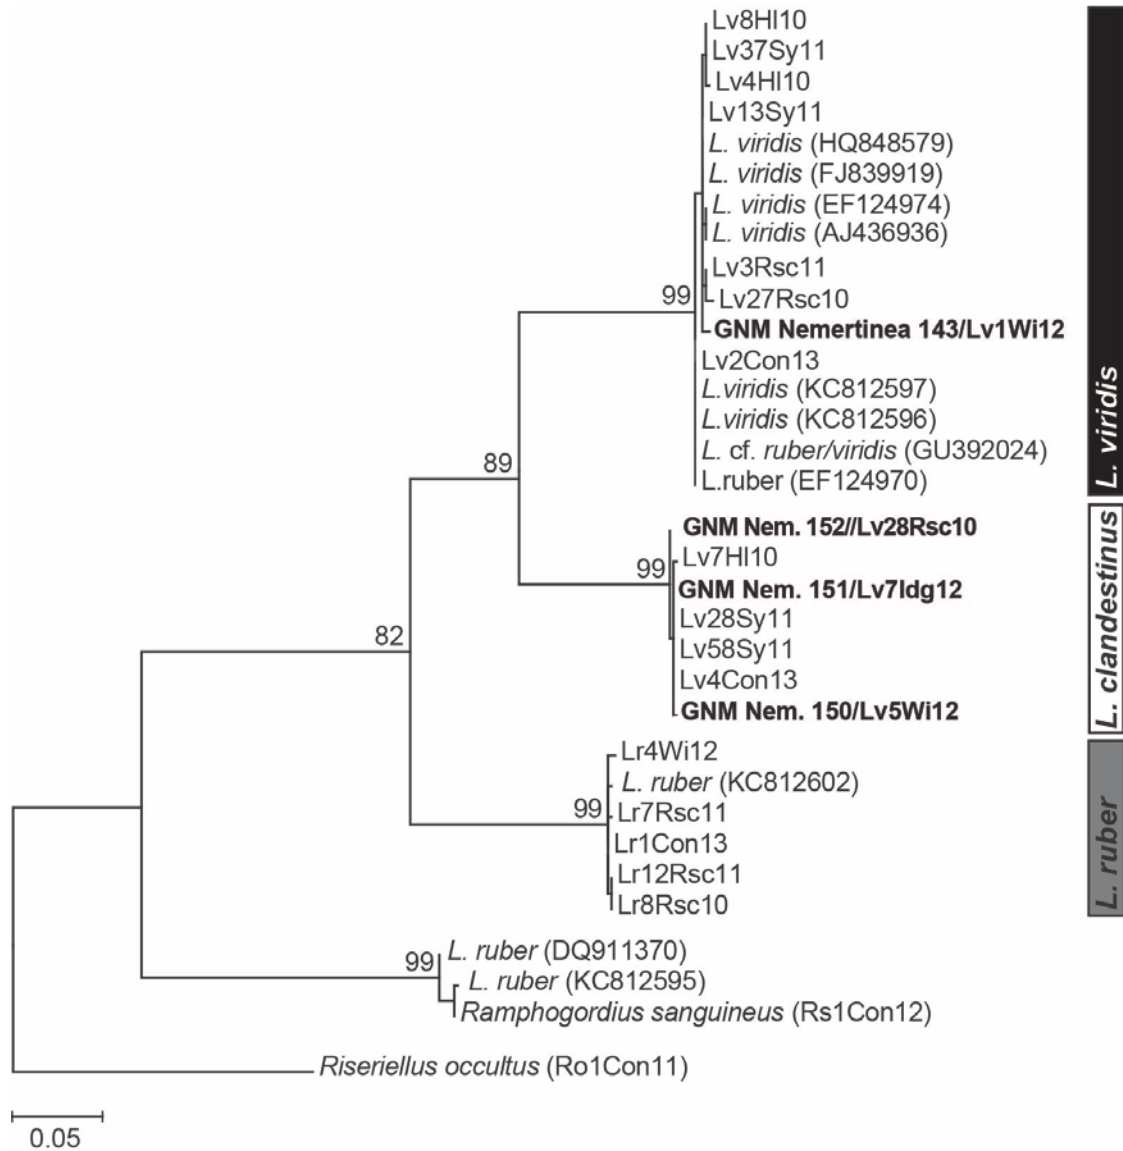 Lv8Hl10
Lv37Sy11
Lv4Hl10
Lv13Sy11
L. viridis (HQ848579)
L. viridis (FJ839919)
L. viridis (EF124974)
L. viridis (AJ436936)
Lv3Rsc11
Lv27Rsc10
99
GNM Nemertinea 143/Lv1Wi12
Lv2Con13
L.viridis (KC812597)
L.viridis (KC812596)
L. cf. ruber/viridis (GU392024)
L.ruber (EF124970)
L. viridis
89
GNM Nem. 152//Lv28Rsc10
Lv7Hl10
99
GNM Nem. 151/Lv7Idg12
Lv28Sy11
Lv58Sy11
Lv4Con13
GNM Nem. 150/Lv5Wi12
L. clandestinus
82
Lr4Wi12
L. ruber (KC812602)
99
Lr7Rsc11
Lr1Con13
Lr12Rsc11
Lr8Rsc10
L. ruber
99
L. ruber (DQ911370)
L. ruber (KC812595)
Ramphogordius sanguineus (Rs1Con12)
Riseriellus occultus (Ro1Con11)
0.05